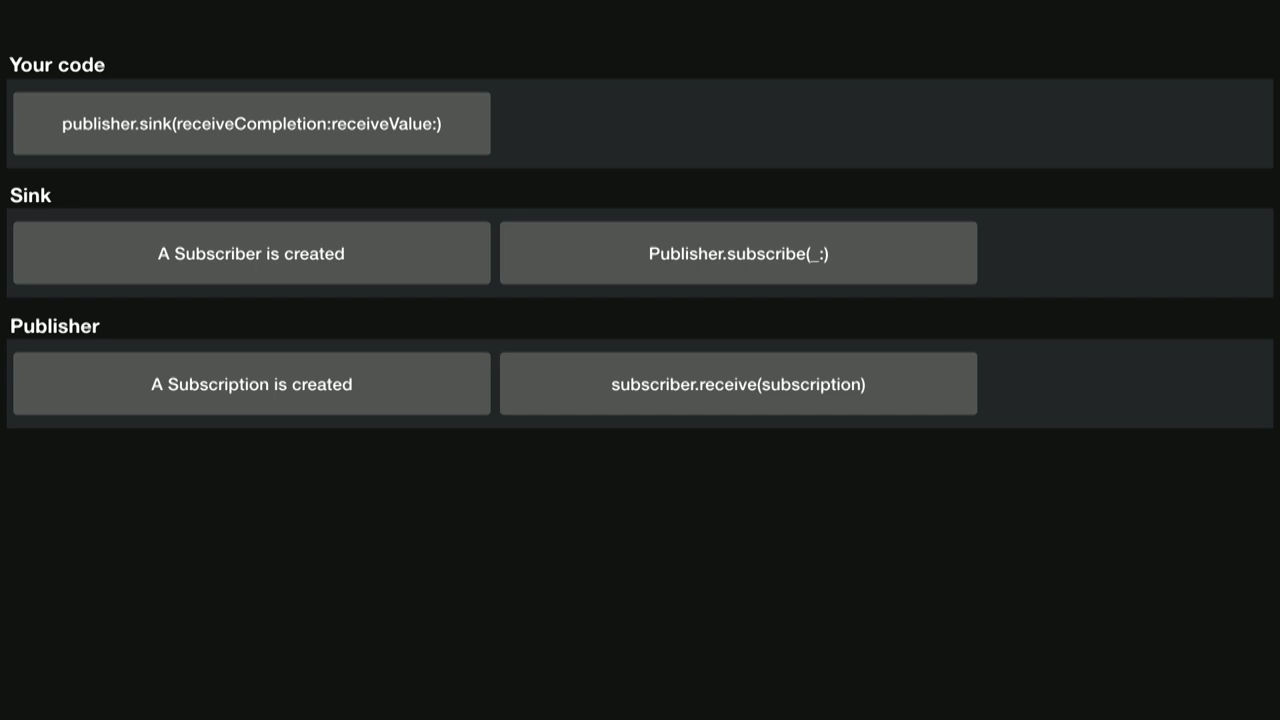 Your code
publisher.sink(receiveCompletion:receiveValue:)
Sink
A Subscriber is created
Publisher.subscribe(_:)
Publisher
A Subscription is created
subscriber.receive(subscription)